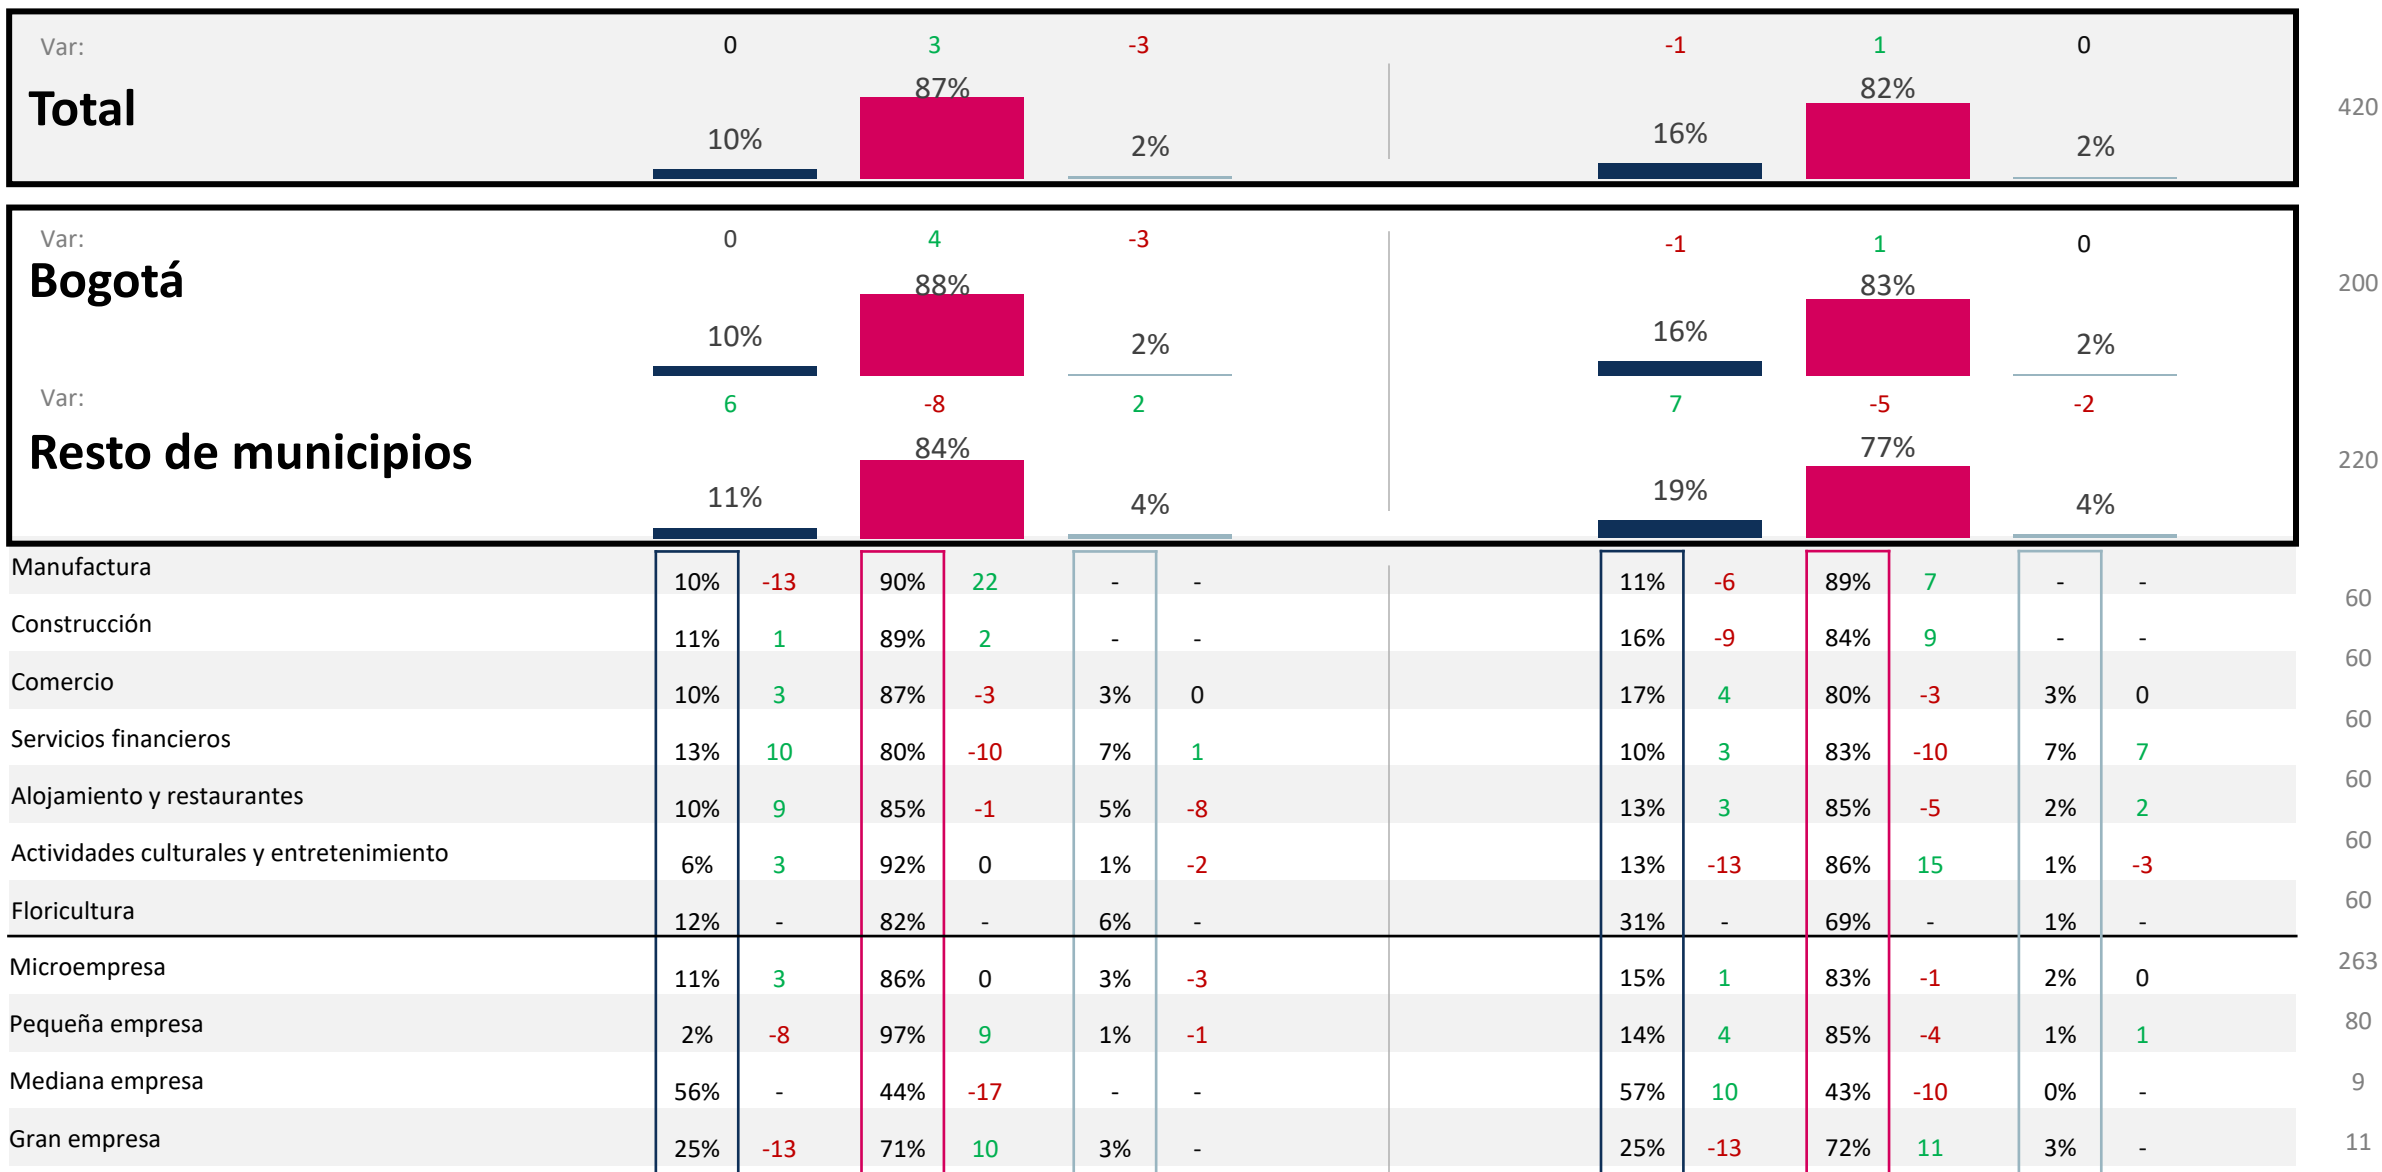 Var: 0 3 -3 -1 1 0
87% 82%
Total 420
10% 2% 16% 2%
Var: 0 4 -3 -1 1 0
Bogotá 88% 83% 200
10% 2% 16% 2%
Var: 6 -8 2 7 -5 -2
Resto de municipios 84% 77% 220
11% 4% 19% 4%
Manufactura 10% -13 90% 22 - - 11% -6 89% 7 - - 60
Construcción 11% 1 89% 2 - - 16% -9 84% 9 - - 60
Comercio 10% 3 87% -3 3% 0 17% 4 80% -3 3% 0 60
Servicios financieros 13% 10 80% -10 7% 1 10% 3 83% -10 7% 7 60
Alojamiento y restaurantes 10% 9 85% -1 5% -8 13% 3 85% -5 2% 2 60
Actividades culturales y entretenimiento 6% 3 92% 0 1% -2 13% -13 86% 15 1% -3 60
Floricultura 12% - 82% - 6% - 31% - 69% - 1% -
Microempresa 11% 3 86% 0 3% -3 15% 1 83% -1 2% 0 263
Pequeña empresa 2% -8 97% 9 1% -1 14% 4 85% -4 1% 1 80
Mediana empresa 56% - 44% -17 - - 57% 10 43% -10 0% - 9
Gran empresa 25% -13 71% 10 3% - 25% -13 72% 11 3% - 11